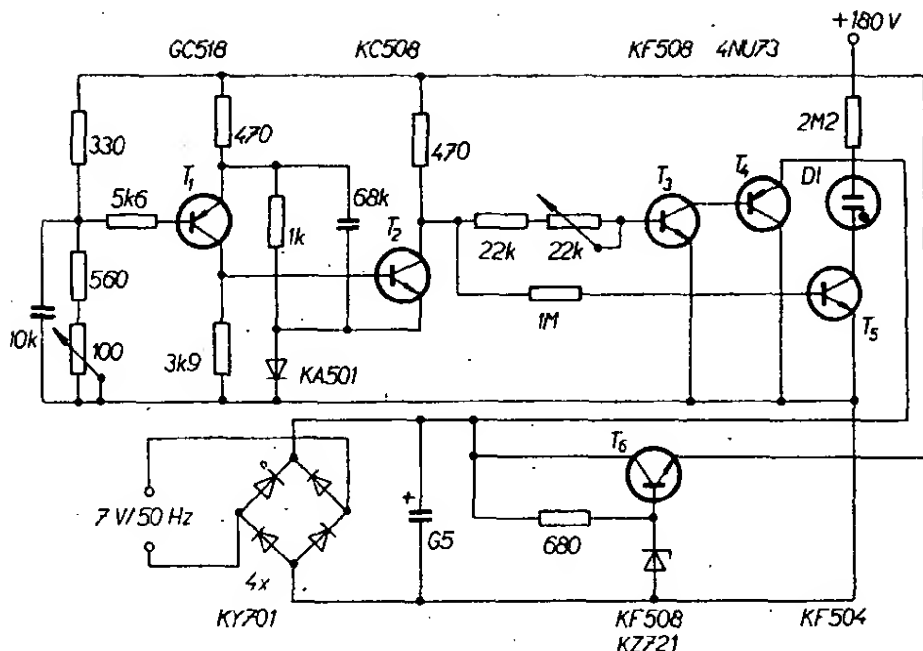 +180 V
GC518 KC508 KF508 4NU73
330
470
470
2M2
T1
5k6
1k
68k
T2
22k
22k
T3
T4
D1
560
10k
100
3k9
KA501
1M
T5
T6
7 V/50 Hz
+
G5
680
4x
KY701
KF508
KZ721
KF504